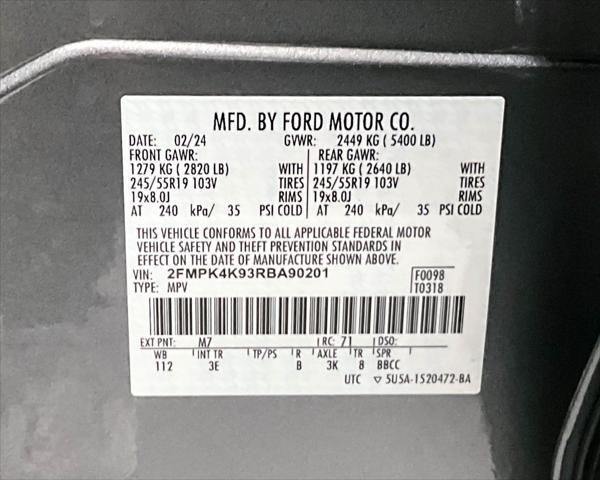 MFD. BY FORD MOTOR CO.
DATE: 02/24 GVWR: 2449 KG ( 5400 LB)
FRONT GAWR: REAR GAWR:
1279 KG ( 2820 LB) WITH 1197 KG ( 2640 LB) WITH
245/55R19 103V TIRES 245/55R19 103V TIRES
19x8.0J RIMS 19x8.0J RIMS
AT 240 kPa/ 35 PSI COLD AT 240 kPa/ 35 PSI COLD
THIS VEHICLE CONFORMS TO ALL APPLICABLE FEDERAL MOTOR
VEHICLE SAFETY AND THEFT PREVENTION STANDARDS IN
EFFECT ON THE DATE OF MANUFACTURE SHOWN ABOVE.
VIN: 2FMPK4K93RBA90201 F0098
TYPE: MPV T0318
EXT PNT: M7 RC: 71 DSO:
WB INT TR TP/PS R AXLE TR SPR
112 3E B 3K 8 BBCC
UTC ▽ 5U5A-1520472-BA